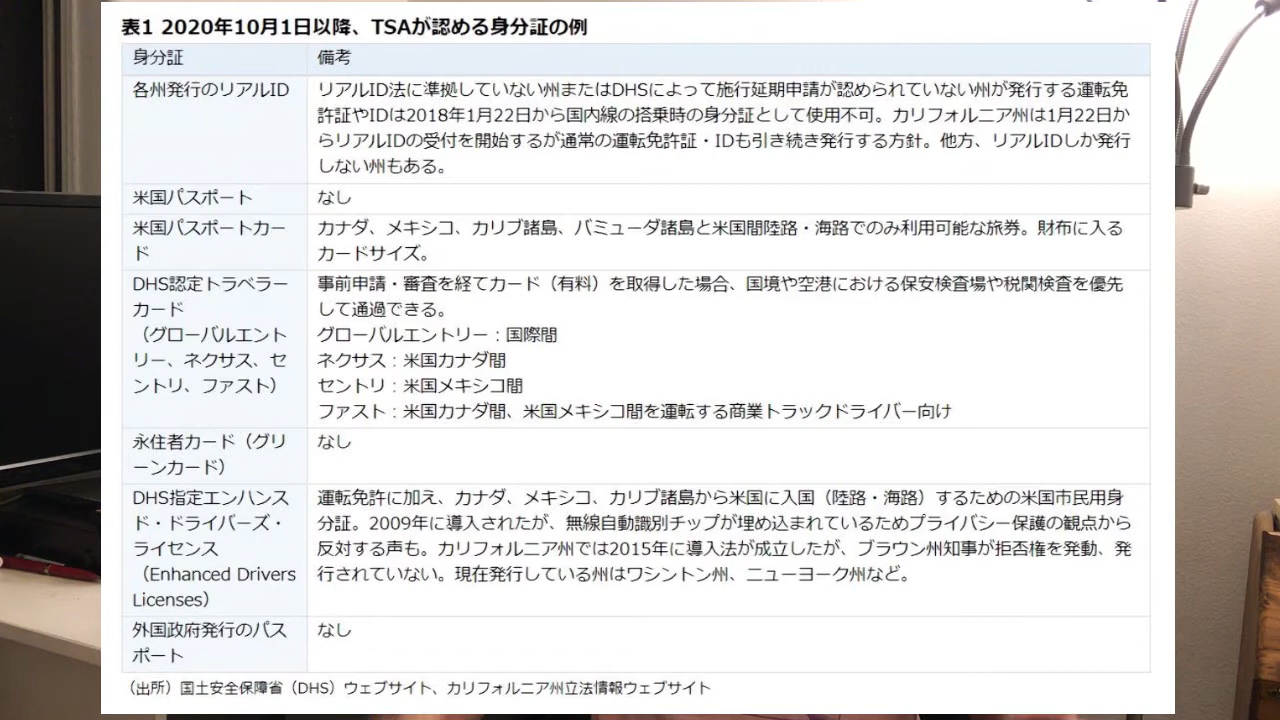 表1 2020年10月1日以降、TSAが認める身分証の例
身分証
備考
各州発行のリアルID
リアルID法に準拠していない州またはDHSによって施行延期申請が認められていない州が発行する運転免
許証やIDは2018年1月22日から国内線の搭乗時の身分証として使用不可。カリフォルニア州は1月22日か
らリアルIDの受付を開始するが通常の運転免許証・IDも引き続き発行する方針。他方、リアルIDしか発行
しない州もある。
米国パスポート
なし
米国パスポートカー
ド
カナダ、メキシコ、カリブ諸島、バミューダ諸島と米国間陸路・海路でのみ利用可能な旅券。財布に入る
カードサイズ。
DHS認定トラベラー
カード
（グローバルエント
リー、ネクサス、セ
ントリ、ファスト）
事前申請・審査を経てカード（有料）を取得した場合、国境や空港における保安検査場や税関検査を優先
して通過できる。
グローバルエントリー：国際間
ネクサス：米国カナダ間
セントリ：米国メキシコ間
ファスト：米国カナダ間、米国メキシコ間を運転する商業トラックドライバー向け
永住者カード（グリ
ーンカード）
なし
DHS指定エンハンス
ド・ドライバーズ・
ライセンス
（Enhanced Drivers
Licenses）
運転免許に加え、カナダ、メキシコ、カリブ諸島から米国に入国（陸路・海路）するための米国市民用身
分証。2009年に導入されたが、無線自動識別チップが埋め込まれているためプライバシー保護の観点から
反対する声も。カリフォルニア州では2015年に導入法が成立したが、ブラウン州知事が拒否権を発動、発
行されていない。現在発行している州はワシントン州、ニューヨーク州など。
外国政府発行のパス
ポート
なし
（出所）国土安全保障省（DHS）ウェブサイト、カリフォルニア州立法情報ウェブサイト